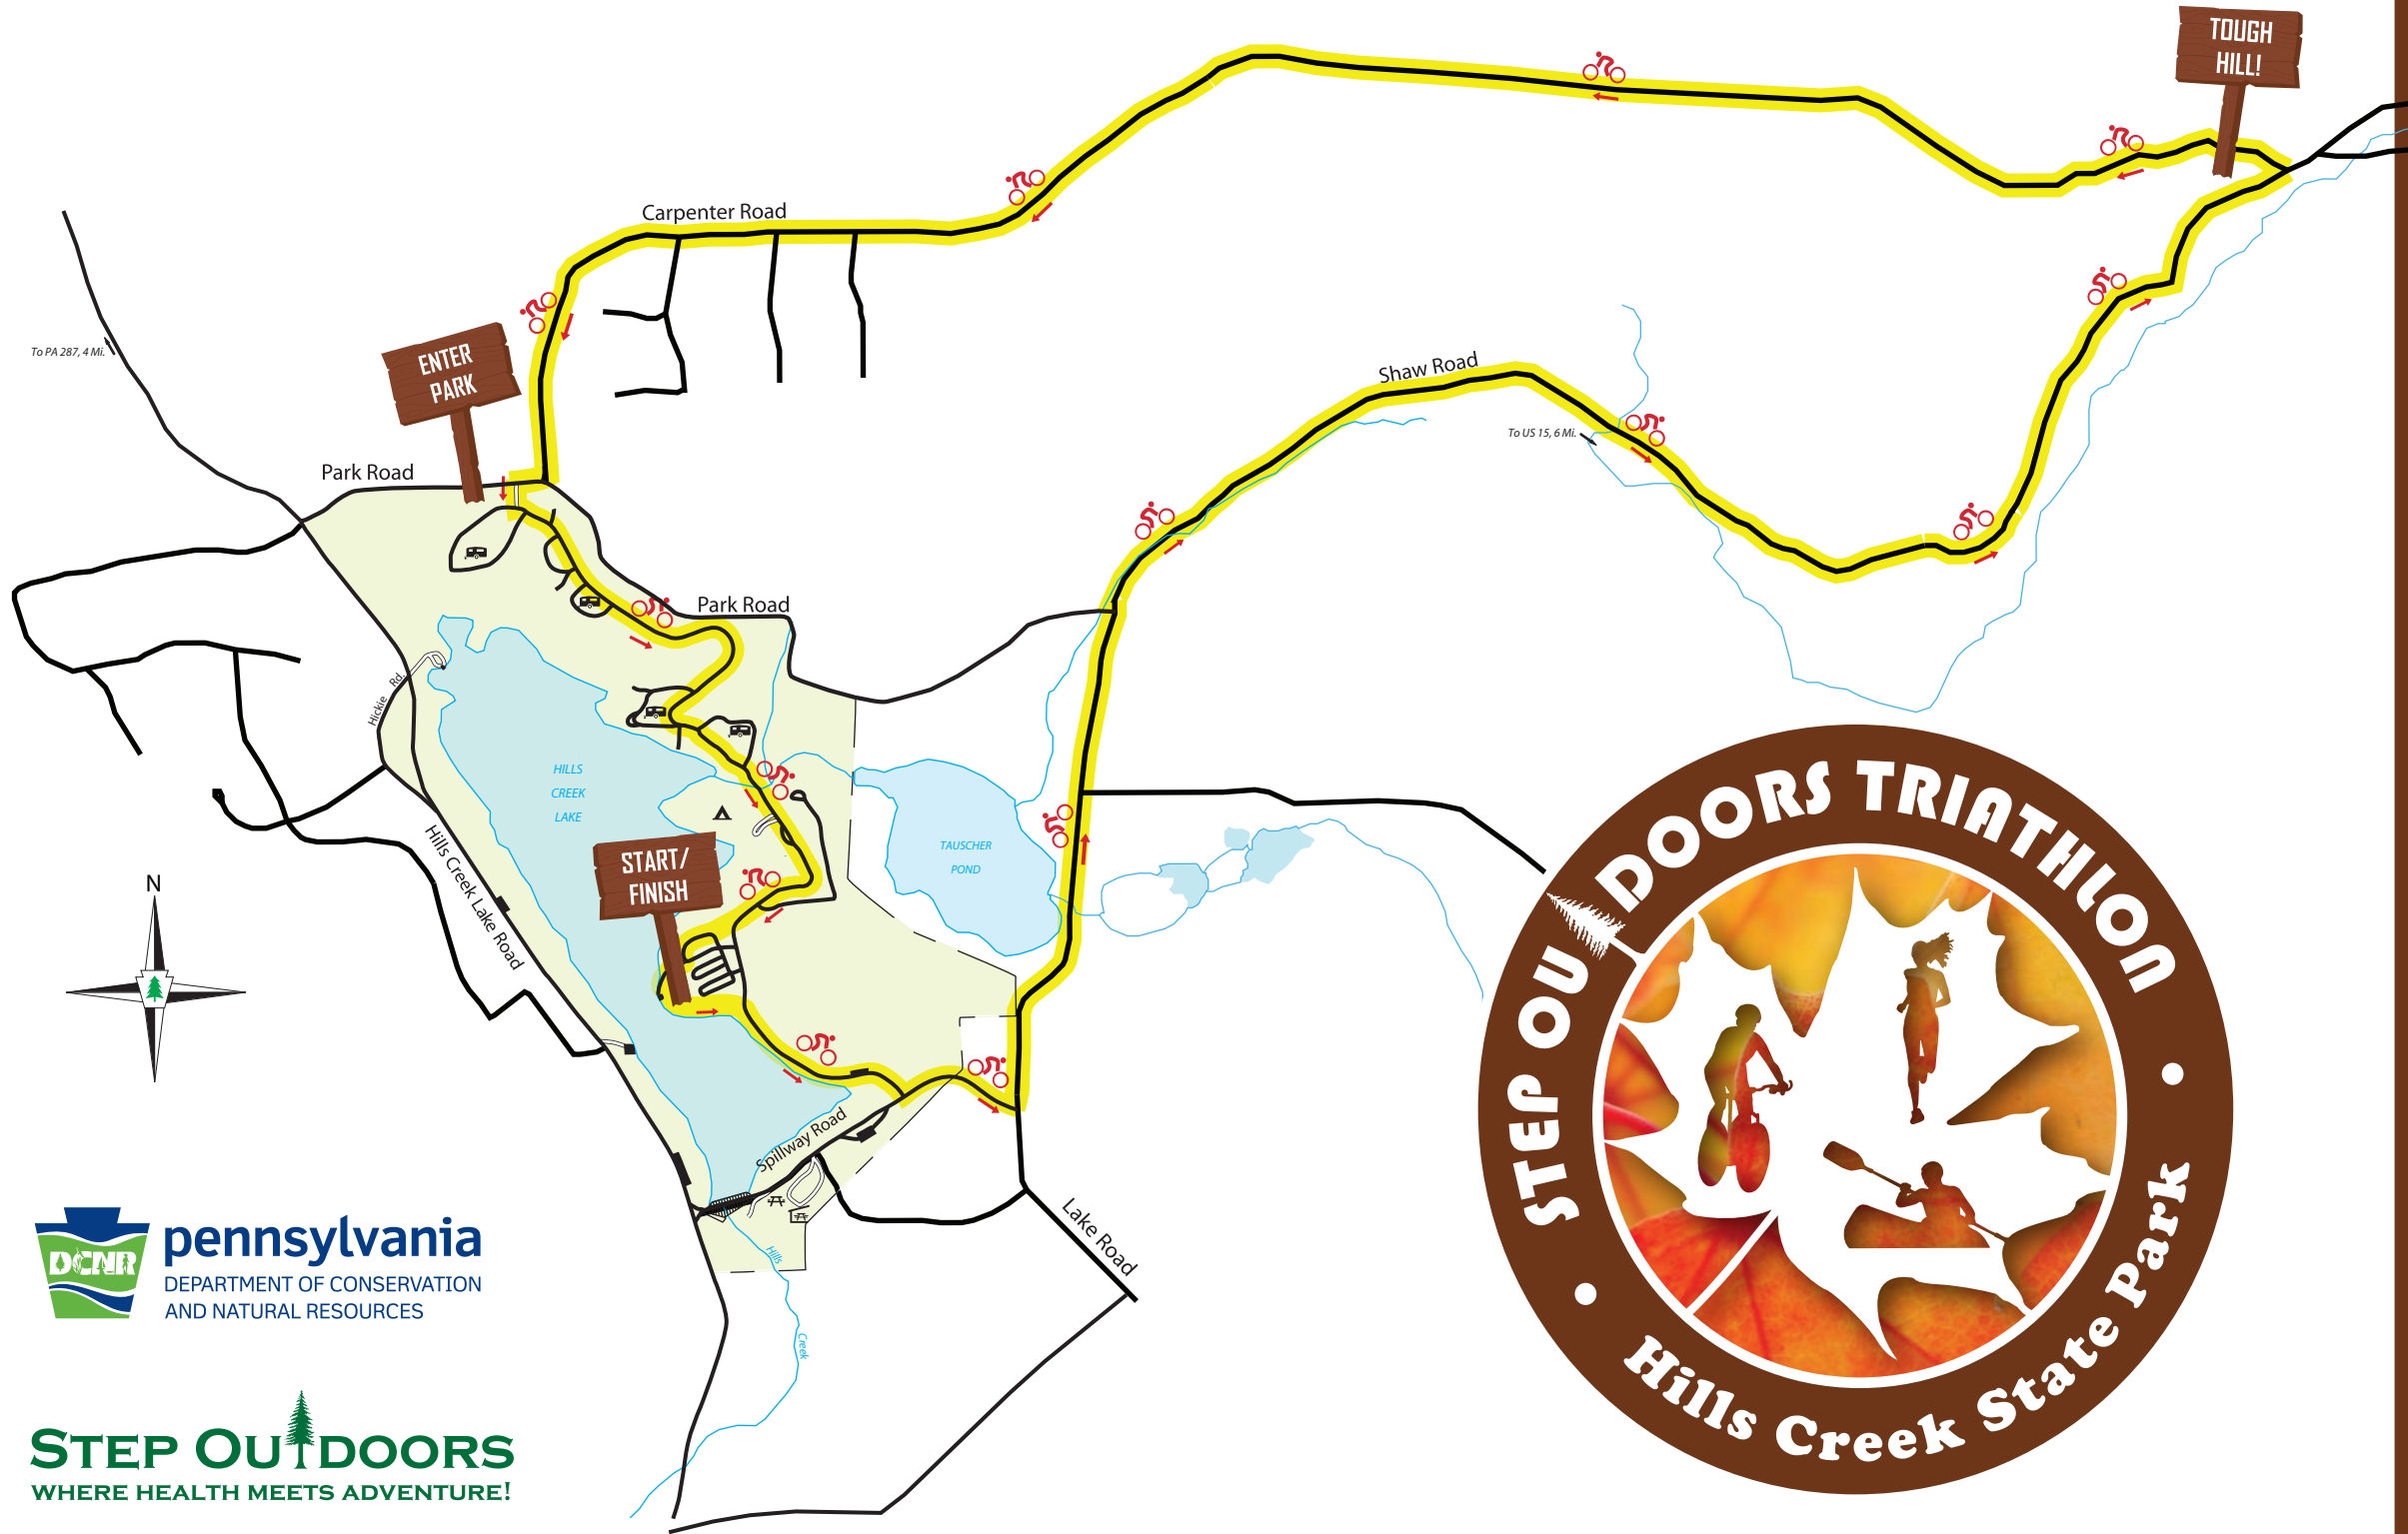 TOUGH
HILL!
Carpenter Road
To PA 287, 4 Mi.
ENTER
PARK
Shaw Road
To US 15, 6 Mi.
Park Road
Park Road
Hickie Rd.
HILLS
CREEK
LAKE
TAUSCHER
POND
START/
FINISH
Hills Creek Lake Road
N
Spillway Road
Lake Road
Hills
Creek
STEP OUTDOORS TRIATHLON
Hills Creek State Park
DCNR
pennsylvania
DEPARTMENT OF CONSERVATION
AND NATURAL RESOURCES
STEP OUTDOORS
WHERE HEALTH MEETS ADVENTURE!